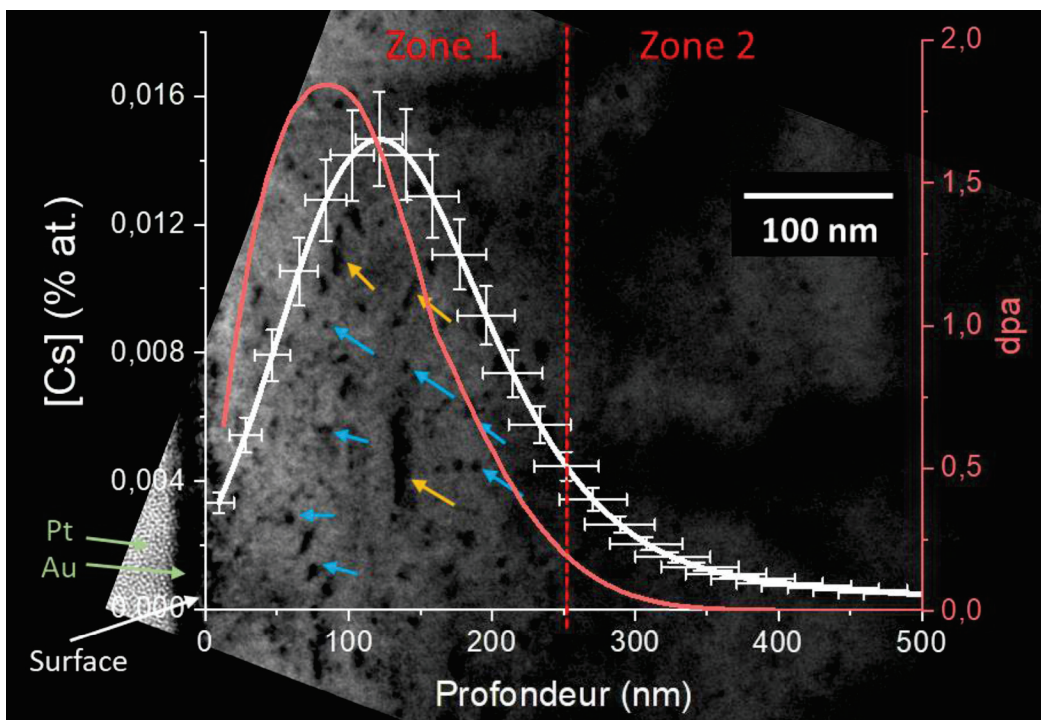 Zone 1
Zone 2
2,0
0,016
1,5
[Cs] (% at.)
0,012
100 nm
1,0
dpa
0,008
0,5
0,004
Pt
Au
0,000
0,0
0
100
200
300
400
500
Surface
Profondeur (nm)